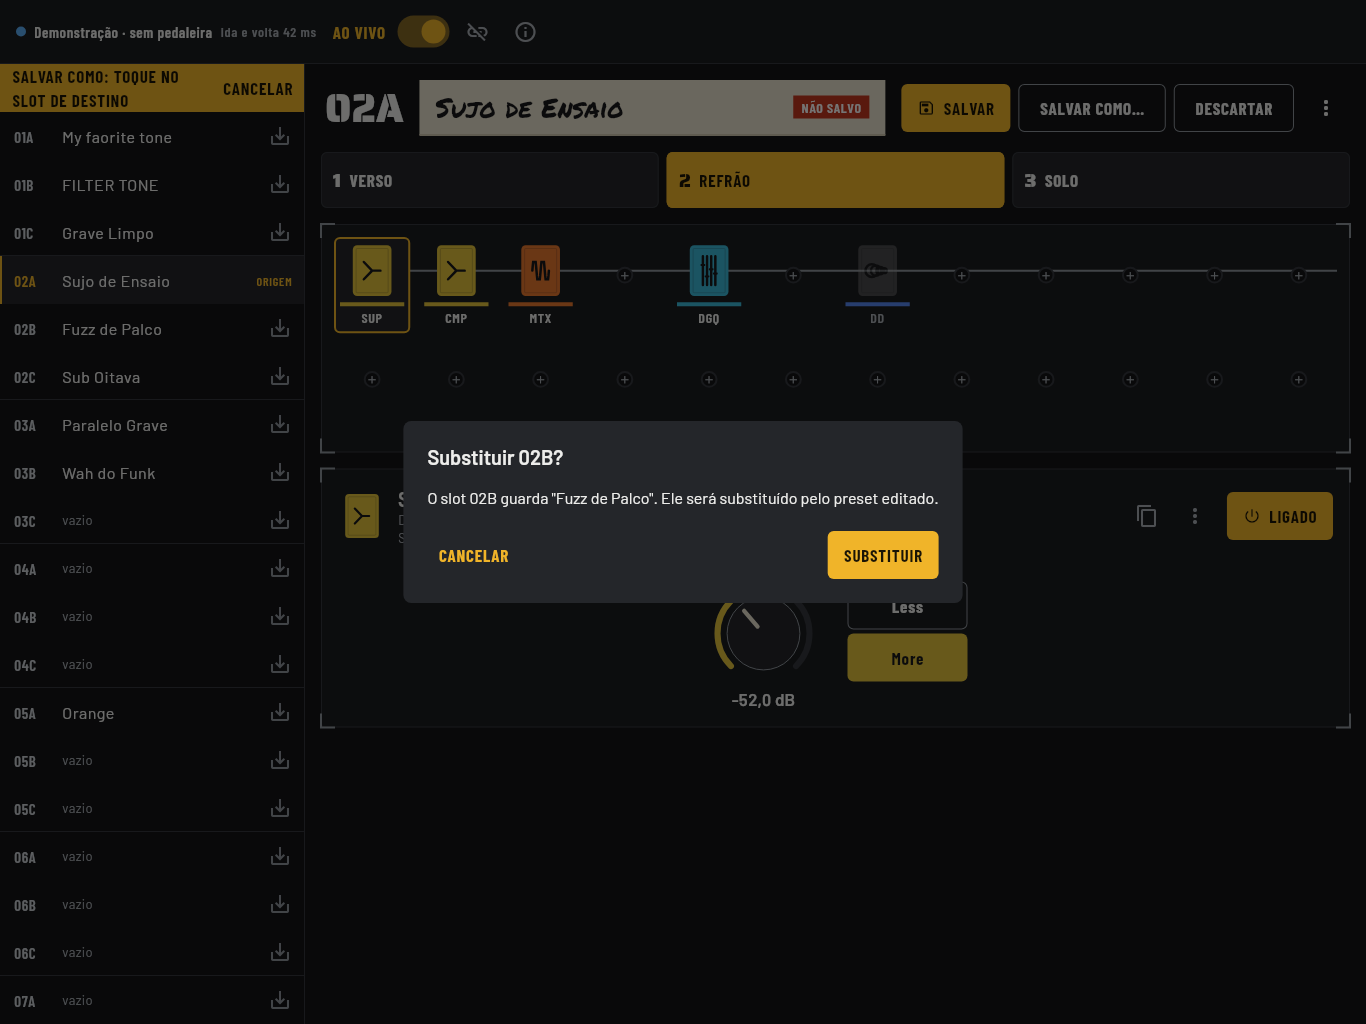 Demonstração · sem pedaleira Ida e volta 42 ms AO VIVO
SALVAR COMO: TOQUE NO
SLOT DE DESTINO
CANCELAR
01A My faorite tone
01B FILTER TONE
01C Grave Limpo
02A Sujo de Ensaio ORIGEM
02B Fuzz de Palco
02C Sub Oitava
03A Paralelo Grave
03B Wah do Funk
03C vazio
04A vazio
04B vazio
04C vazio
05A Orange
05B vazio
05C vazio
06A vazio
06B vazio
06C vazio
07A vazio
02A Sujo de Ensaio NÃO SALVO SALVAR SALVAR COMO... DESCARTAR
1 VERSO 2 REFRÃO 3 SOLO
SUP CMP MTX DGQ DD
Substituir 02B?
O slot 02B guarda "Fuzz de Palco". Ele será substituído pelo preset editado.
CANCELAR SUBSTITUIR
LIGADO
Less
More
-52,0 dB